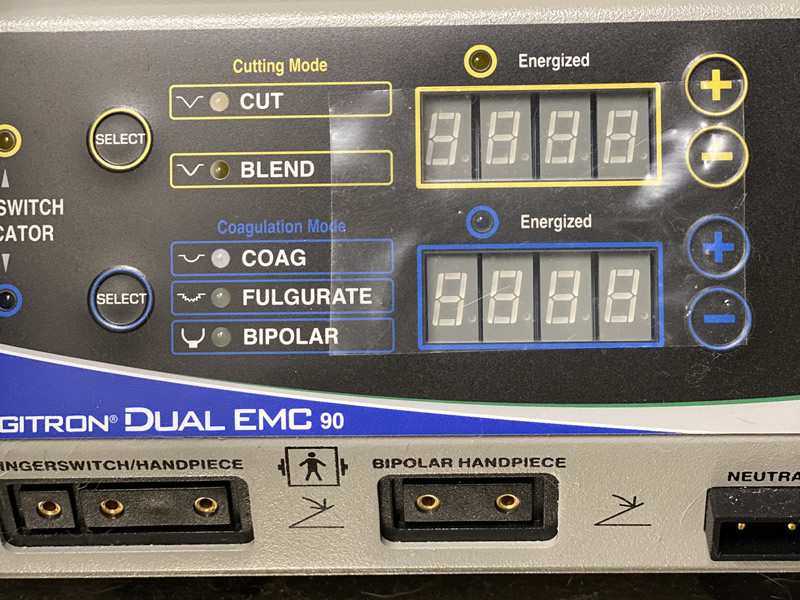 Cutting Mode
Energized
CUT
SELECT
BLEND
SWITCH
CATOR
Coagulation Mode
Energized
COAG
SELECT
FULGURATE
BIPOLAR
GITRON® DUAL EMC 90
INGERSWITCH/HANDPIECE
BIPOLAR HANDPIECE
NEUTRA